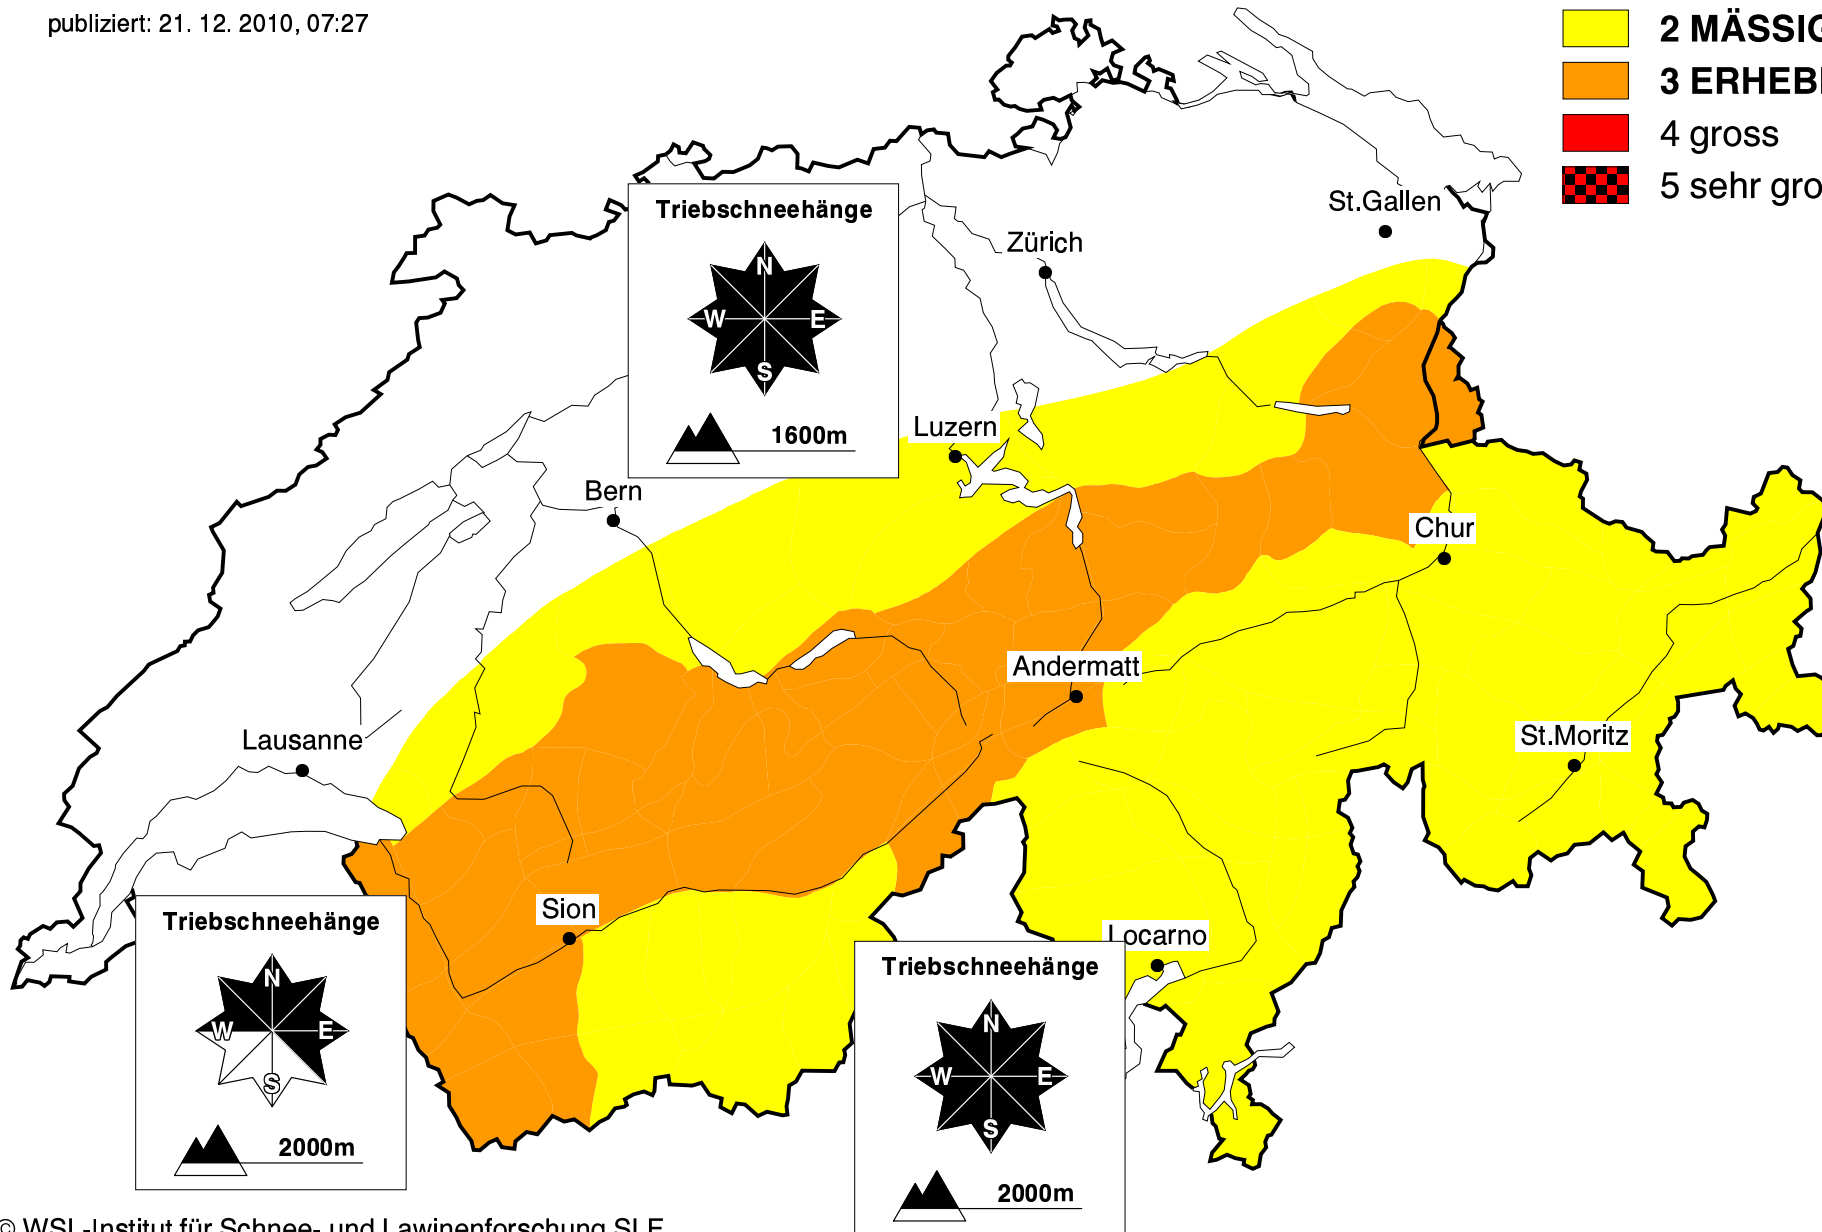 publiziert: 21. 12. 2010, 07:27
2 MÄSSIG
3 ERHEB
4 gross
5 sehr gro
St.Gallen
Zürich
Triebschneehänge
N
W E
S
1600m
Luzern
Bern
Chur
Andermatt
St.Moritz
Lausanne
Sion
Locarno
Triebschneehänge
N
W E
S
2000m
Triebschneehänge
N
W E
S
2000m
© WSL-Institut für Schnee- und Lawinenforschung SLF